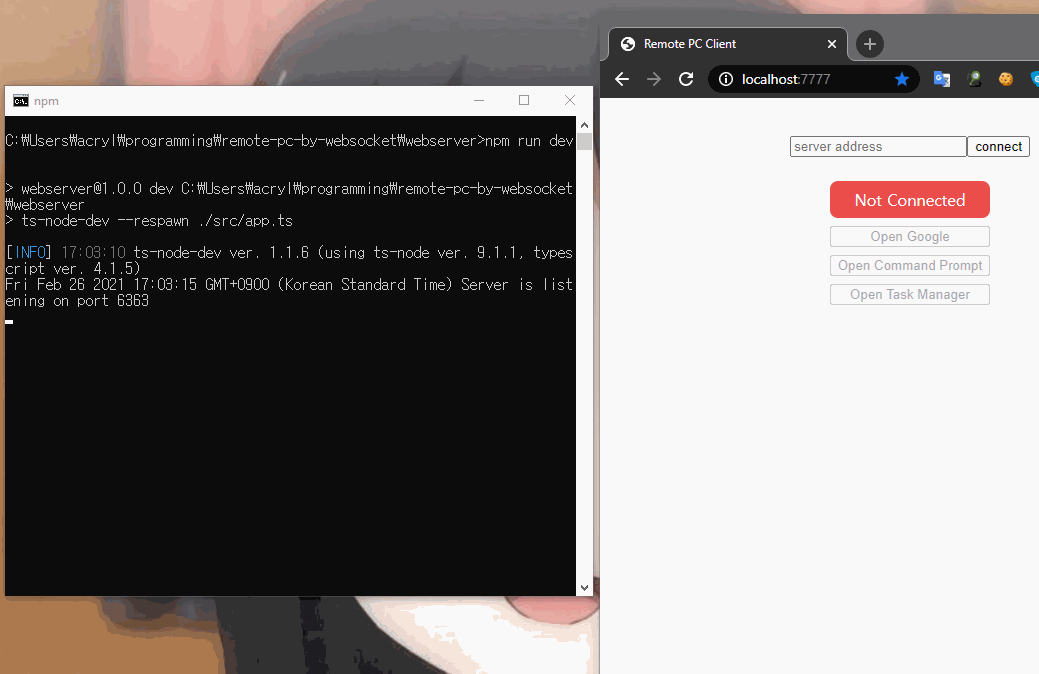 npm
C:₩Users₩acryl₩programming₩remote-pc-by-websocket₩webserver>npm run dev
> webserver@1.0.0 dev C:₩Users₩acryl₩programming₩remote-pc-by-websocket
₩webserver
> ts-node-dev --respawn ./src/app.ts
[INFO] 17:03:10 ts-node-dev ver. 1.1.6 (using ts-node ver. 9.1.1, types
cript ver. 4.1.5)
Fri Feb 26 2021 17:03:15 GMT+0900 (Korean Standard Time) Server is list
ening on port 6363
Remote PC Client
localhost:7777
server address connect
Not Connected
Open Google
Open Command Prompt
Open Task Manager